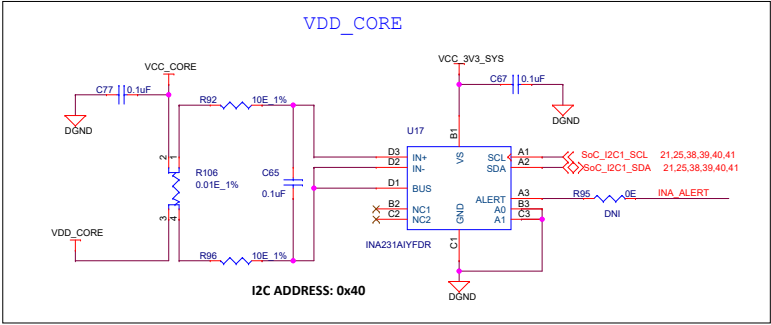 VDD_CORE
VCC_CORE
VCC_3V3_SYS
C77 0.1uF
C67 0.1uF
DGND
DGND
R92 10E_1%
U17
B1
2 1
D3 IN+
VS
SCL A1
SoC_I2C1_SCL 21,25,38,39,40,41
D2 IN-
SDA A2
SoC_I2C1_SDA 21,25,38,39,40,41
R106
0.01E_1%
C65
0.1uF
D1 BUS
ALERT A3
R95 0E
INA_ALERT
B2 NC1
A0 B3
DNI
C2 NC2
A1 C3
GND
3 4
VDD_CORE
C1
INA231AIYFDR
R96 10E_1%
I2C ADDRESS: 0x40
DGND